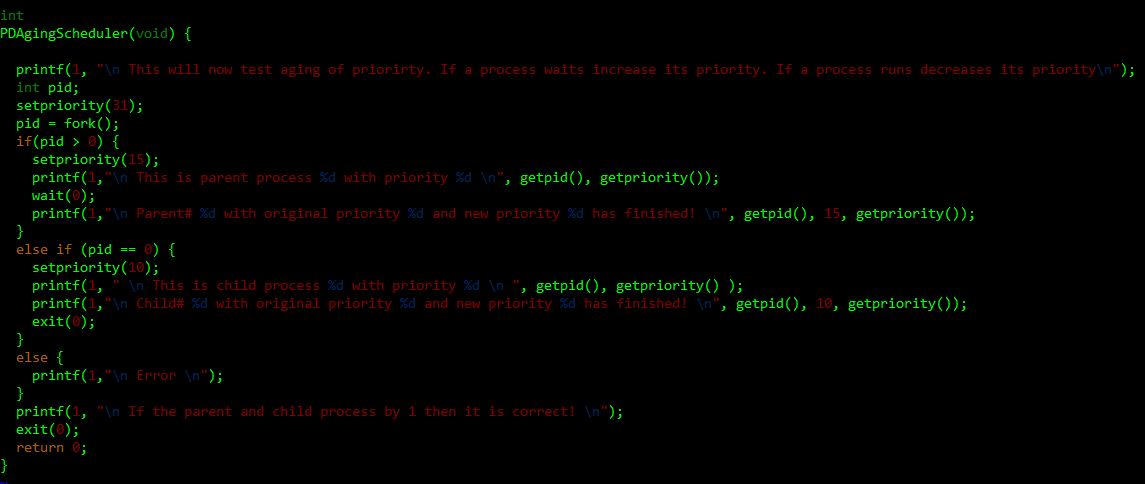 int
PDAgingScheduler(void) {
printf(1, "\n This will now test aging of priorirty. If a process waits increase its priority. If a process runs decreases its priority\n");
int pid;
setpriority(31);
pid = fork();
if(pid > 0) {
setpriority(15);
printf(1,"\n This is parent process %d with priority %d \n", getpid(), getpriority());
wait(0);
printf(1,"\n Parent# %d with original priority %d and new priority %d has finished! \n", getpid(), 15, getpriority());
}
else if (pid == 0) {
setpriority(10);
printf(1, " \n This is child process %d with priority %d \n ", getpid(), getpriority() );
printf(1,"\n Child# %d with original priority %d and new priority %d has finished! \n", getpid(), 10, getpriority());
exit(0);
}
else {
printf(1,"\n Error \n");
}
printf(1, "\n If the parent and child process by 1 then it is correct! \n");
exit(0);
return 0;
}